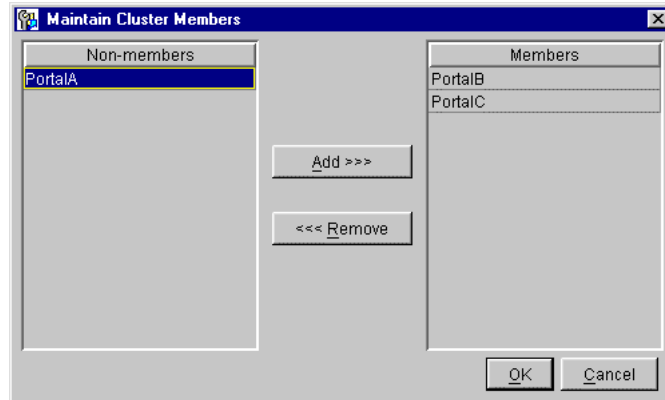 Maintain Cluster Members
Non-members
PortalA
Add >>>
<<< Remove
Members
PortalB
PortalC
OK
Cancel